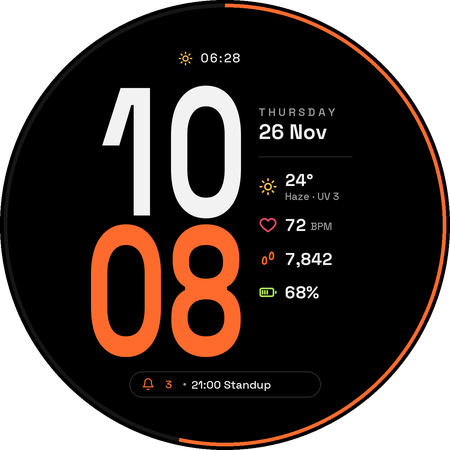 06:28
10
08
THURSDAY
26 Nov
24°
Haze · UV 3
72 BPM
7,842
68%
3 • 21:00 Standup